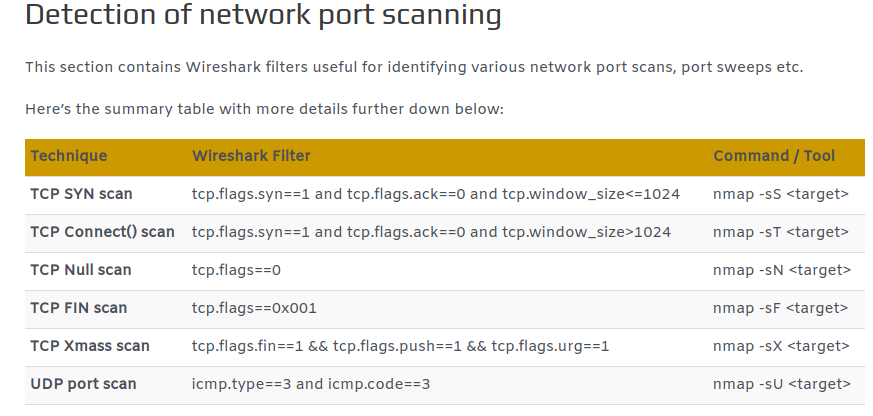 Detection of network port scanning
This section contains Wireshark filters useful for identifying various network port scans, port sweeps etc.
Here’s the summary table with more details further down below:
Technique Wireshark Filter Command / Tool
TCP SYN scan tcp.flags.syn==1 and tcp.flags.ack==0 and tcp.window_size<=1024 nmap -sS <target>
TCP Connect() scan tcp.flags.syn==1 and tcp.flags.ack==0 and tcp.window_size>1024 nmap -sT <target>
TCP Null scan tcp.flags==0 nmap -sN <target>
TCP FIN scan tcp.flags==0x001 nmap -sF <target>
TCP Xmass scan tcp.flags.fin==1 && tcp.flags.push==1 && tcp.flags.urg==1 nmap -sX <target>
UDP port scan icmp.type==3 and icmp.code==3 nmap -sU <target>